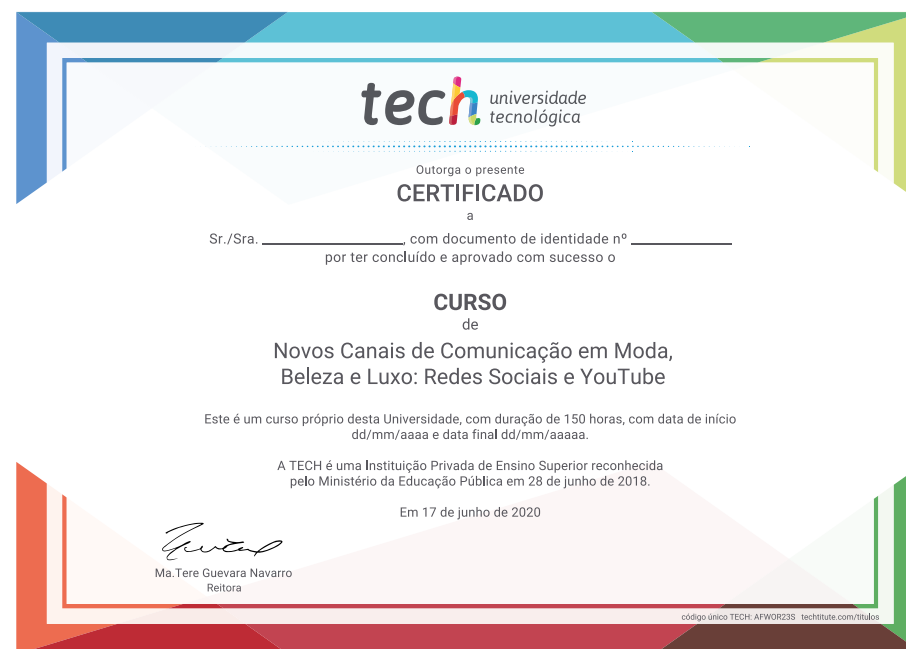 tech universidade
tecnológica
Outorga o presente
CERTIFICADO
a
Sr./Sra. ______________, com documento de identidade nº __________
por ter concluído e aprovado com sucesso o
CURSO
de
Novos Canais de Comunicação em Moda,
Beleza e Luxo: Redes Sociais e YouTube
Este é um curso próprio desta Universidade, com duração de 150 horas, com data de início
dd/mm/aaaa e data final dd/mm/aaaaa.
A TECH é uma Instituição Privada de Ensino Superior reconhecida
pelo Ministério da Educação Pública em 28 de junho de 2018.
Em 17 de junho de 2020
Ma.Tere Guevara Navarro
Reitora
código único TECH: AFWOR23S techtitute.com/titulos